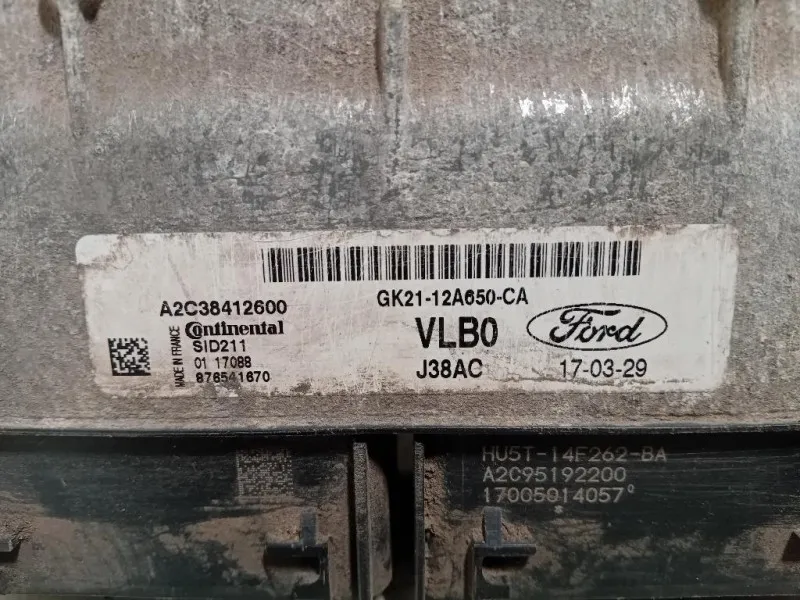 GK21-12A650-CA
A2C38412600
Continental
VLB0
Ford
SID211
MADE IN FRANCE
01 17088
876541670
J38AC
17-03-29
HU5T-14F262-BA
A2C95192200
17005014057°
*